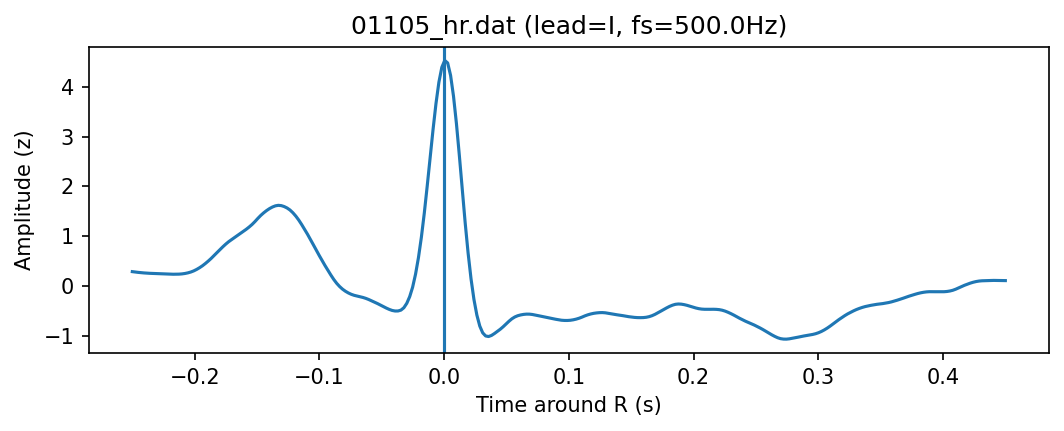 01105_hr.dat (lead=I, fs=500.0Hz)
Amplitude (z)
4
3
2
1
0
−1
−0.2 −0.1 0.0 0.1 0.2 0.3 0.4
Time around R (s)